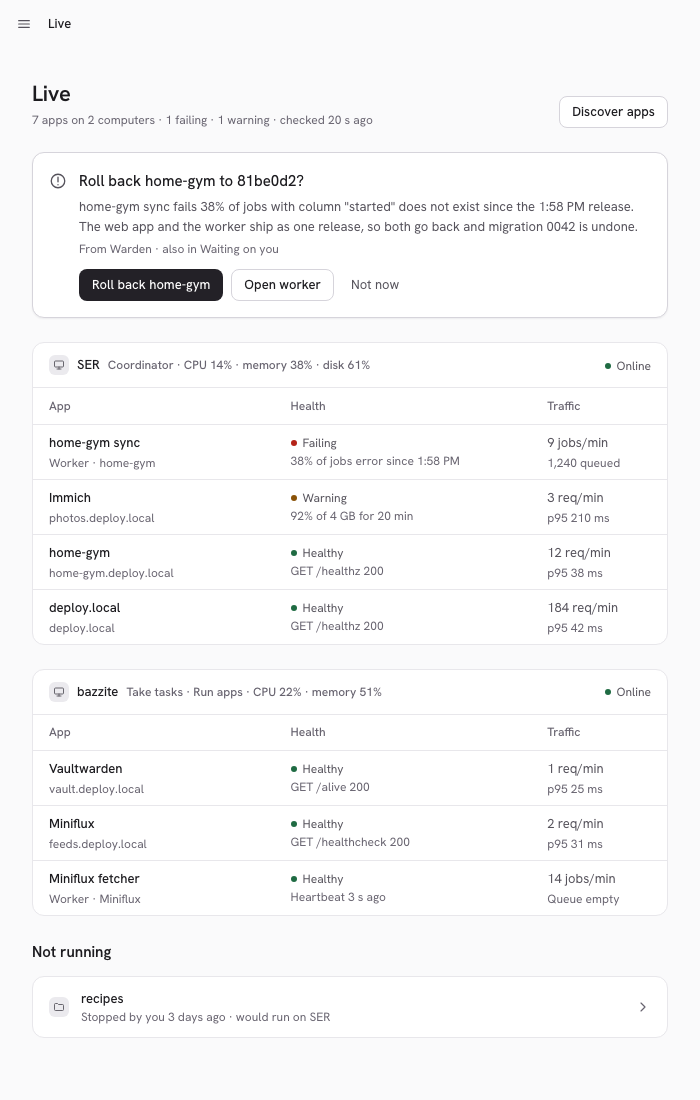 Live
Live
7 apps on 2 computers · 1 failing · 1 warning · checked 20 s ago
Discover apps
Roll back home-gym to 81be0d2?
home-gym sync fails 38% of jobs with column "started" does not exist since the 1:58 PM release.
The web app and the worker ship as one release, so both go back and migration 0042 is undone.
From Warden · also in Waiting on you
Roll back home-gym
Open worker
Not now
SER Coordinator · CPU 14% · memory 38% · disk 61%
Online
App Health Traffic
home-gym sync Failing 9 jobs/min
Worker · home-gym 38% of jobs error since 1:58 PM 1,240 queued
Immich Warning 3 req/min
photos.deploy.local 92% of 4 GB for 20 min p95 210 ms
home-gym Healthy 12 req/min
home-gym.deploy.local GET /healthz 200 p95 38 ms
deploy.local Healthy 184 req/min
deploy.local GET /healthz 200 p95 42 ms
bazzite Take tasks · Run apps · CPU 22% · memory 51%
Online
App Health Traffic
Vaultwarden Healthy 1 req/min
vault.deploy.local GET /alive 200 p95 25 ms
Miniflux Healthy 2 req/min
feeds.deploy.local GET /healthcheck 200 p95 31 ms
Miniflux fetcher Healthy 14 jobs/min
Worker · Miniflux Heartbeat 3 s ago Queue empty
Not running
recipes
Stopped by you 3 days ago · would run on SER